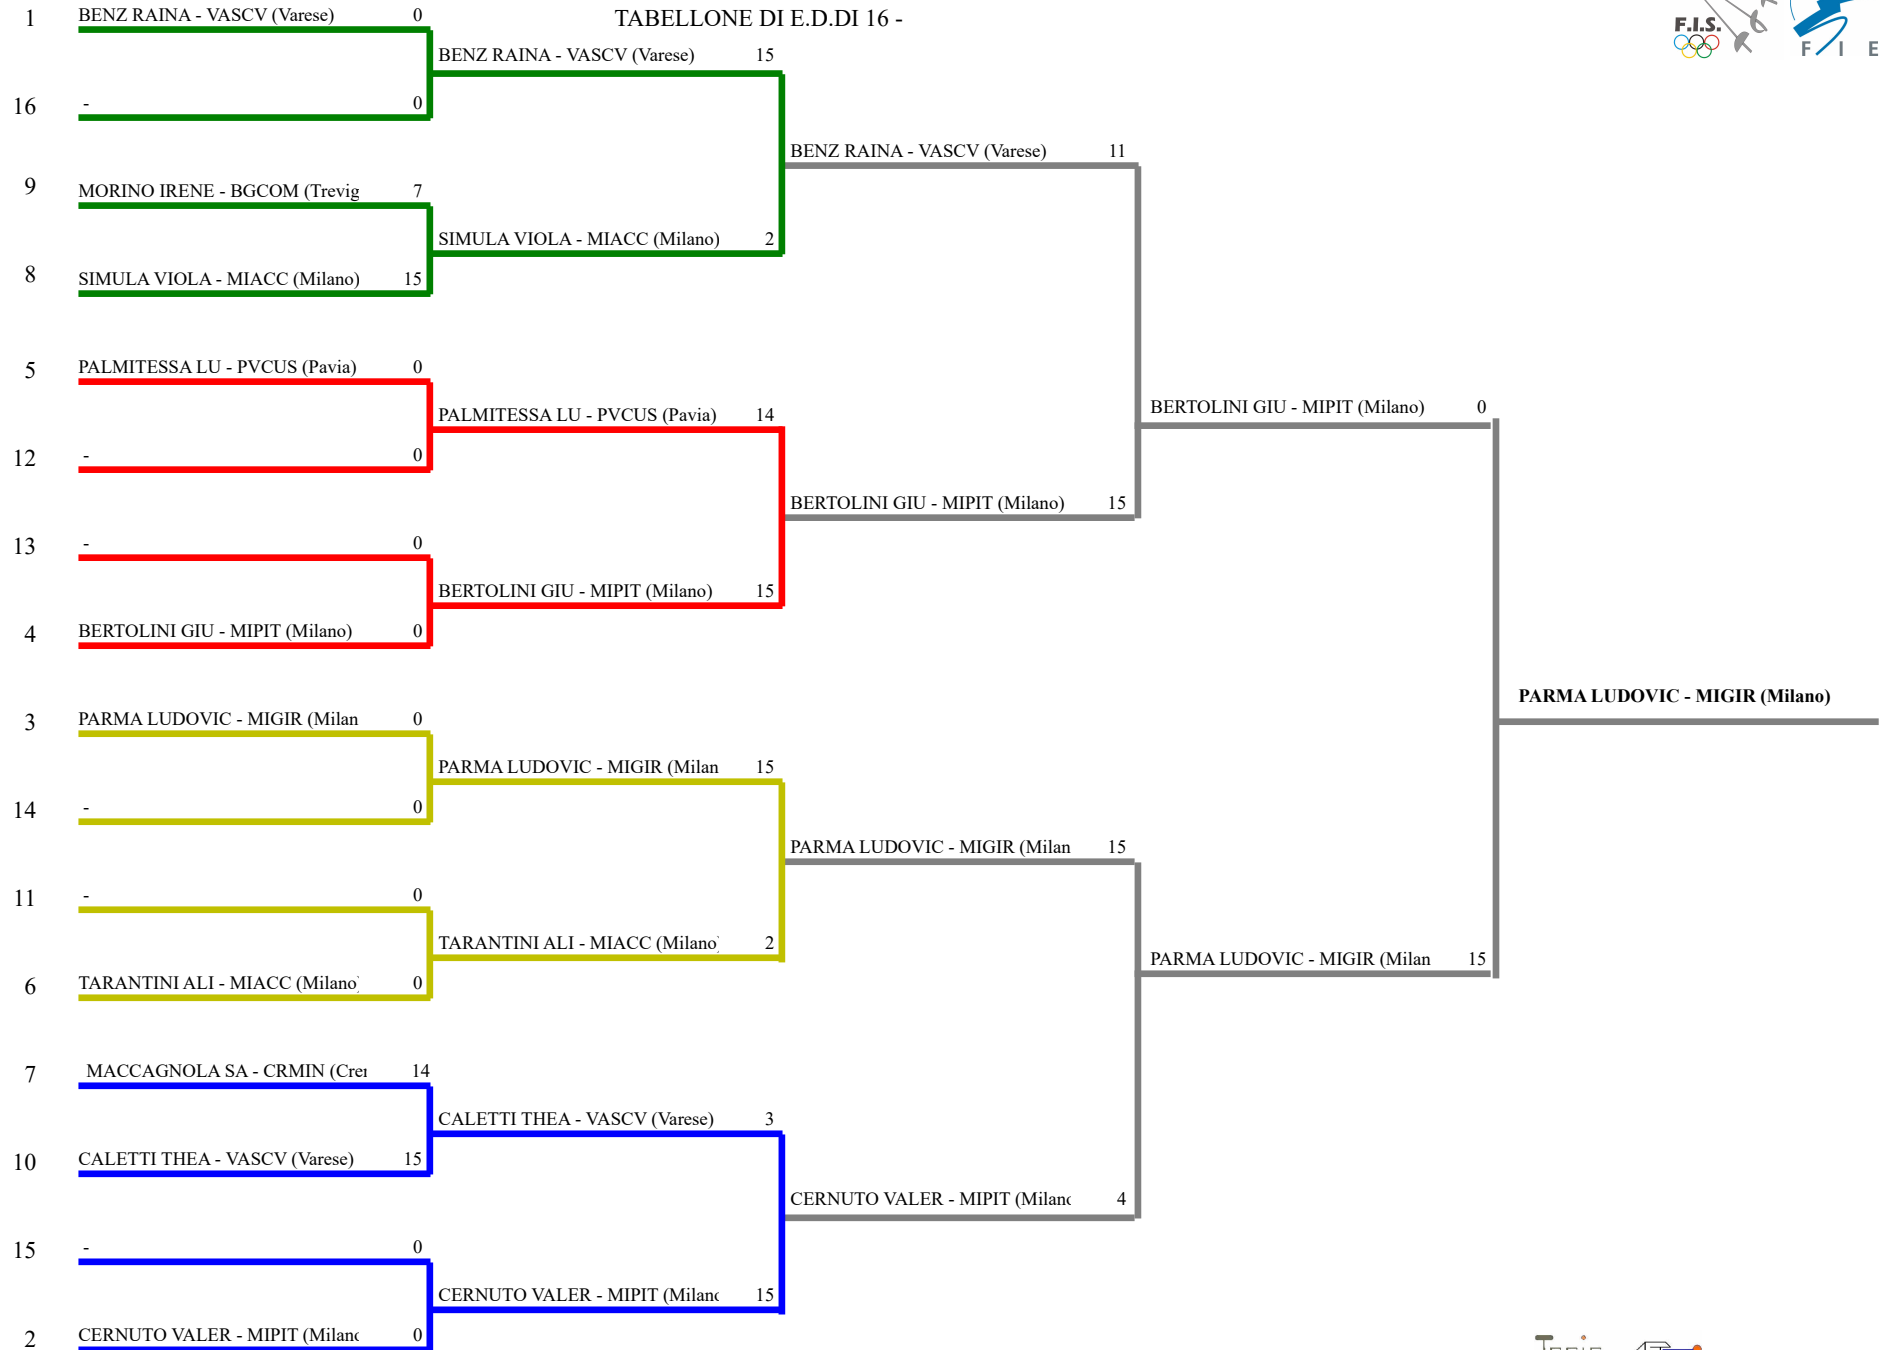 TABELLONE DI E.D.DI 16 -
F.I.S.
F I E
1 BENZ RAINA - VASCV (Varese) 0
BENZ RAINA - VASCV (Varese) 15
16 - 0
BENZ RAINA - VASCV (Varese) 11
9 MORINO IRENE - BGCOM (Trevig 7
SIMULA VIOLA - MIACC (Milano) 2
8 SIMULA VIOLA - MIACC (Milano) 15
5 PALMITESSA LU - PVCUS (Pavia) 0
BERTOLINI GIU - MIPIT (Milano) 0
PALMITESSA LU - PVCUS (Pavia) 14
12 - 0
BERTOLINI GIU - MIPIT (Milano) 15
13 - 0
BERTOLINI GIU - MIPIT (Milano) 15
4 BERTOLINI GIU - MIPIT (Milano) 0
PARMA LUDOVIC - MIGIR (Milano)
3 PARMA LUDOVIC - MIGIR (Milan 0
PARMA LUDOVIC - MIGIR (Milan 15
14 - 0
PARMA LUDOVIC - MIGIR (Milan 15
11 - 0
TARANTINI ALI - MIACC (Milano) 2
PARMA LUDOVIC - MIGIR (Milan 15
6 TARANTINI ALI - MIACC (Milano) 0
7 MACCAGNOLA SA - CRMIN (Crer 14
CALETTI THEA - VASCV (Varese) 3
10 CALETTI THEA - VASCV (Varese) 15
CERNUTO VALER - MIPIT (Milano 4
15 - 0
CERNUTO VALER - MIPIT (Milano 15
2 CERNUTO VALER - MIPIT (Milano 0